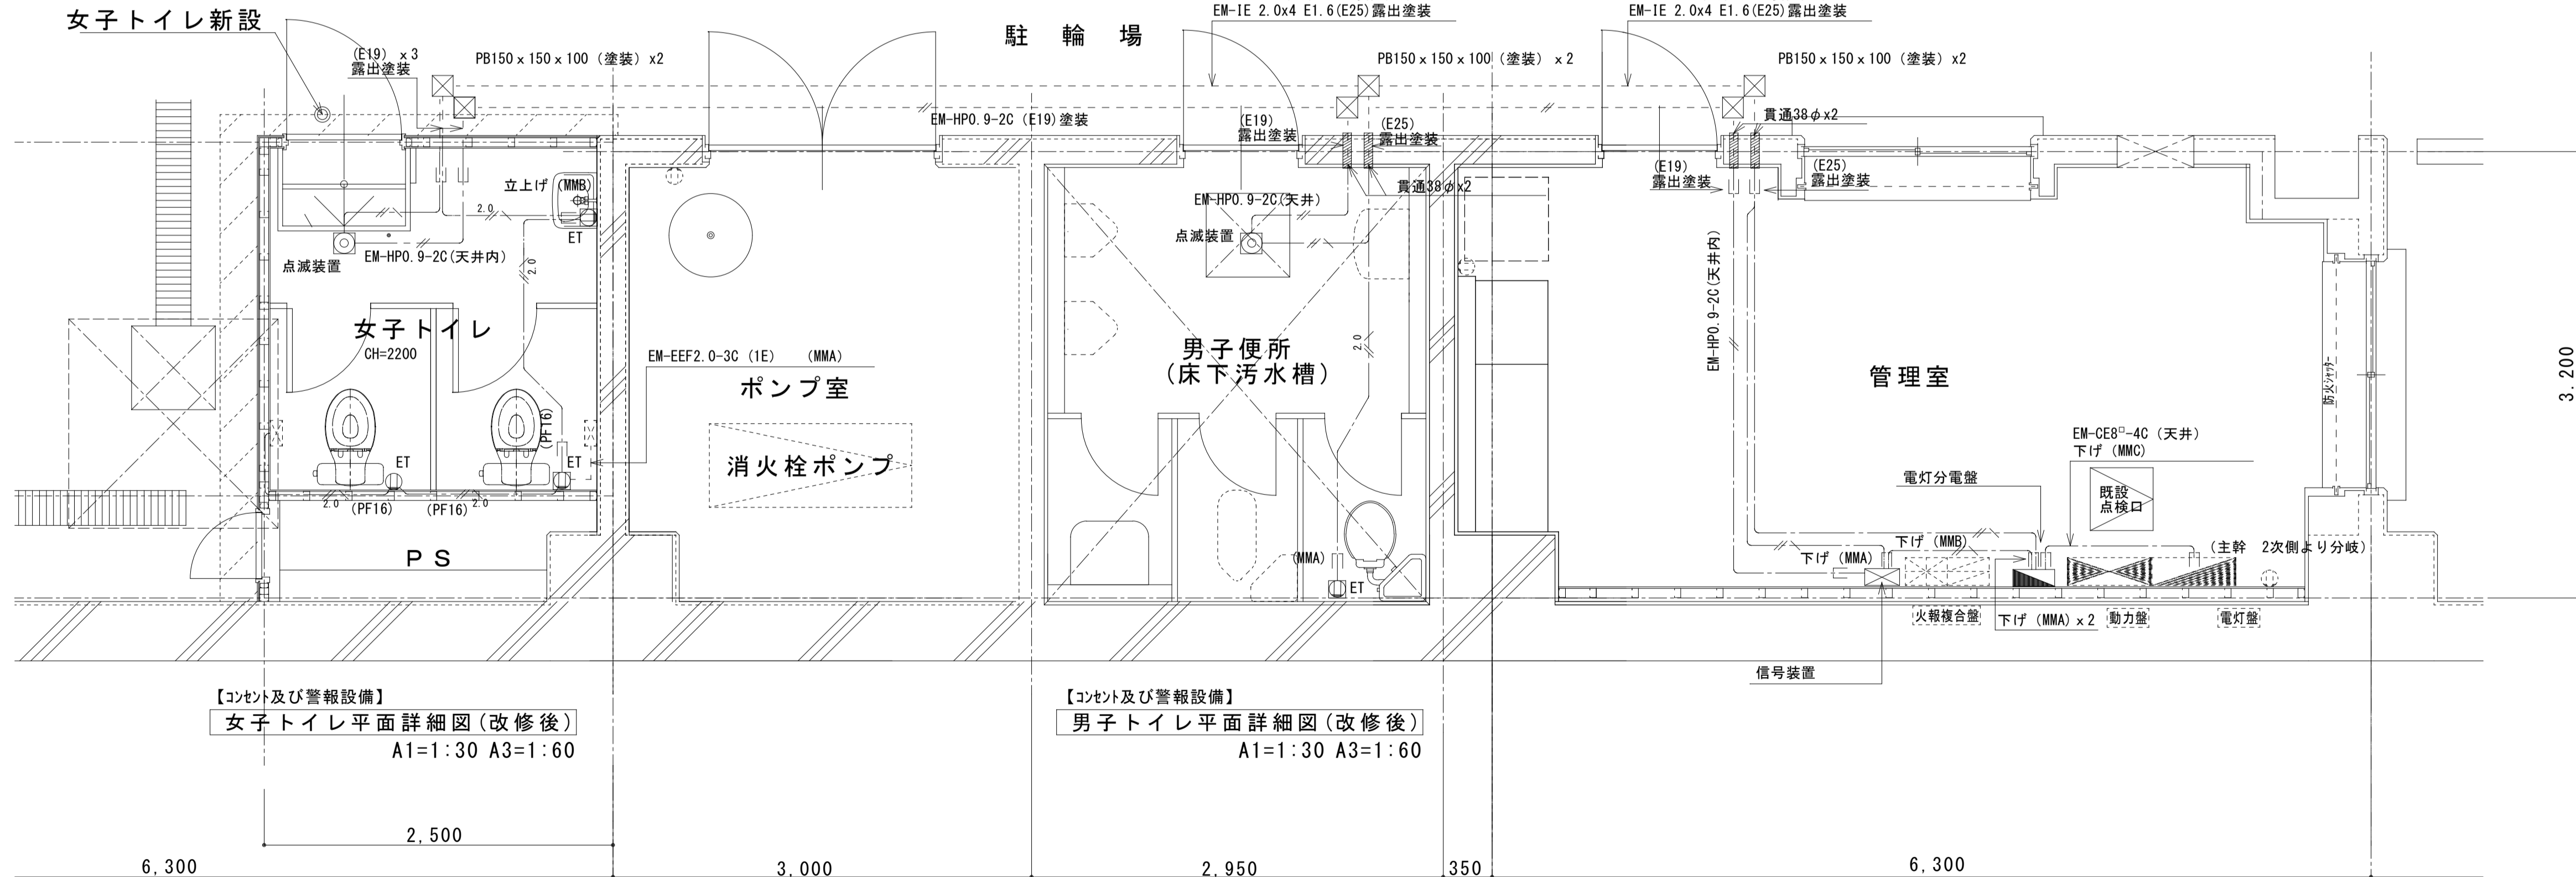 女子トイレ新設
(E19) x3
露出塗装
PB150x150x100 (塗装) x2
駐 輪 場
EM-IE 2.0x4 E1.6(E25)露出塗装
PB150x150x100 (塗装) x2
EM-IE 2.0x4 E1.6(E25)露出塗装
PB150x150x100 (塗装) x2
貫通38φx2
EM-HP0.9-2C (E19)塗装
(E19)
露出塗装
(E25)
露出塗装
貫通38φx2
(E19)
露出塗装
(E25)
露出塗装
立上げ (MMB)
2.0
ET
点滅装置
EM-HP0.9-2C(天井内)
2.0
EM-HP0.9-2C(天井)
点滅装置
EM-HP0.9-2C(天井内)
女子トイレ
CH=2200
EM-EEF2.0-3C (1E) (MMA)
ポンプ室
消火栓ポンプ
男子便所
(床下汚水槽)
2.0
管理室
防火シャッター
3,200
(PF16)
ET
ET
2.0
(PF16)
(PF16)
2.0
PS
(MMA)
ET
EM-CE8□-4C (天井)
下げ (MMC)
電灯分電盤
既設
点検口
下げ (MMA)
下げ (MMB)
(主幹 2次側より分岐)
火報複合盤
下げ (MMA) x2
動力盤
電灯盤
信号装置
【コンセント及び警報設備】
女子トイレ平面詳細図(改修後)
A1=1:30 A3=1:60
【コンセント及び警報設備】
男子トイレ平面詳細図(改修後)
A1=1:30 A3=1:60
2,500
6,300
3,000
2,950
350
6,300